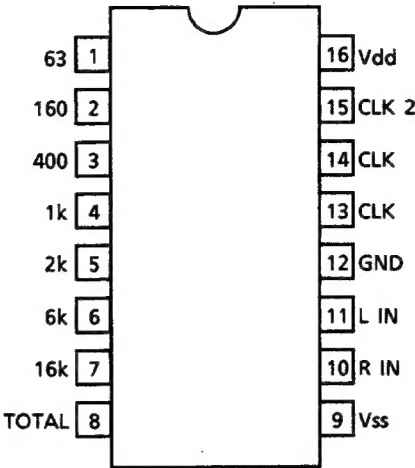 63 1 16 Vdd
160 2 15 CLK 2
400 3 14 CLK
1k 4 13 CLK
2k 5 12 GND
6k 6 11 L IN
16k 7 10 R IN
TOTAL 8 9 Vss